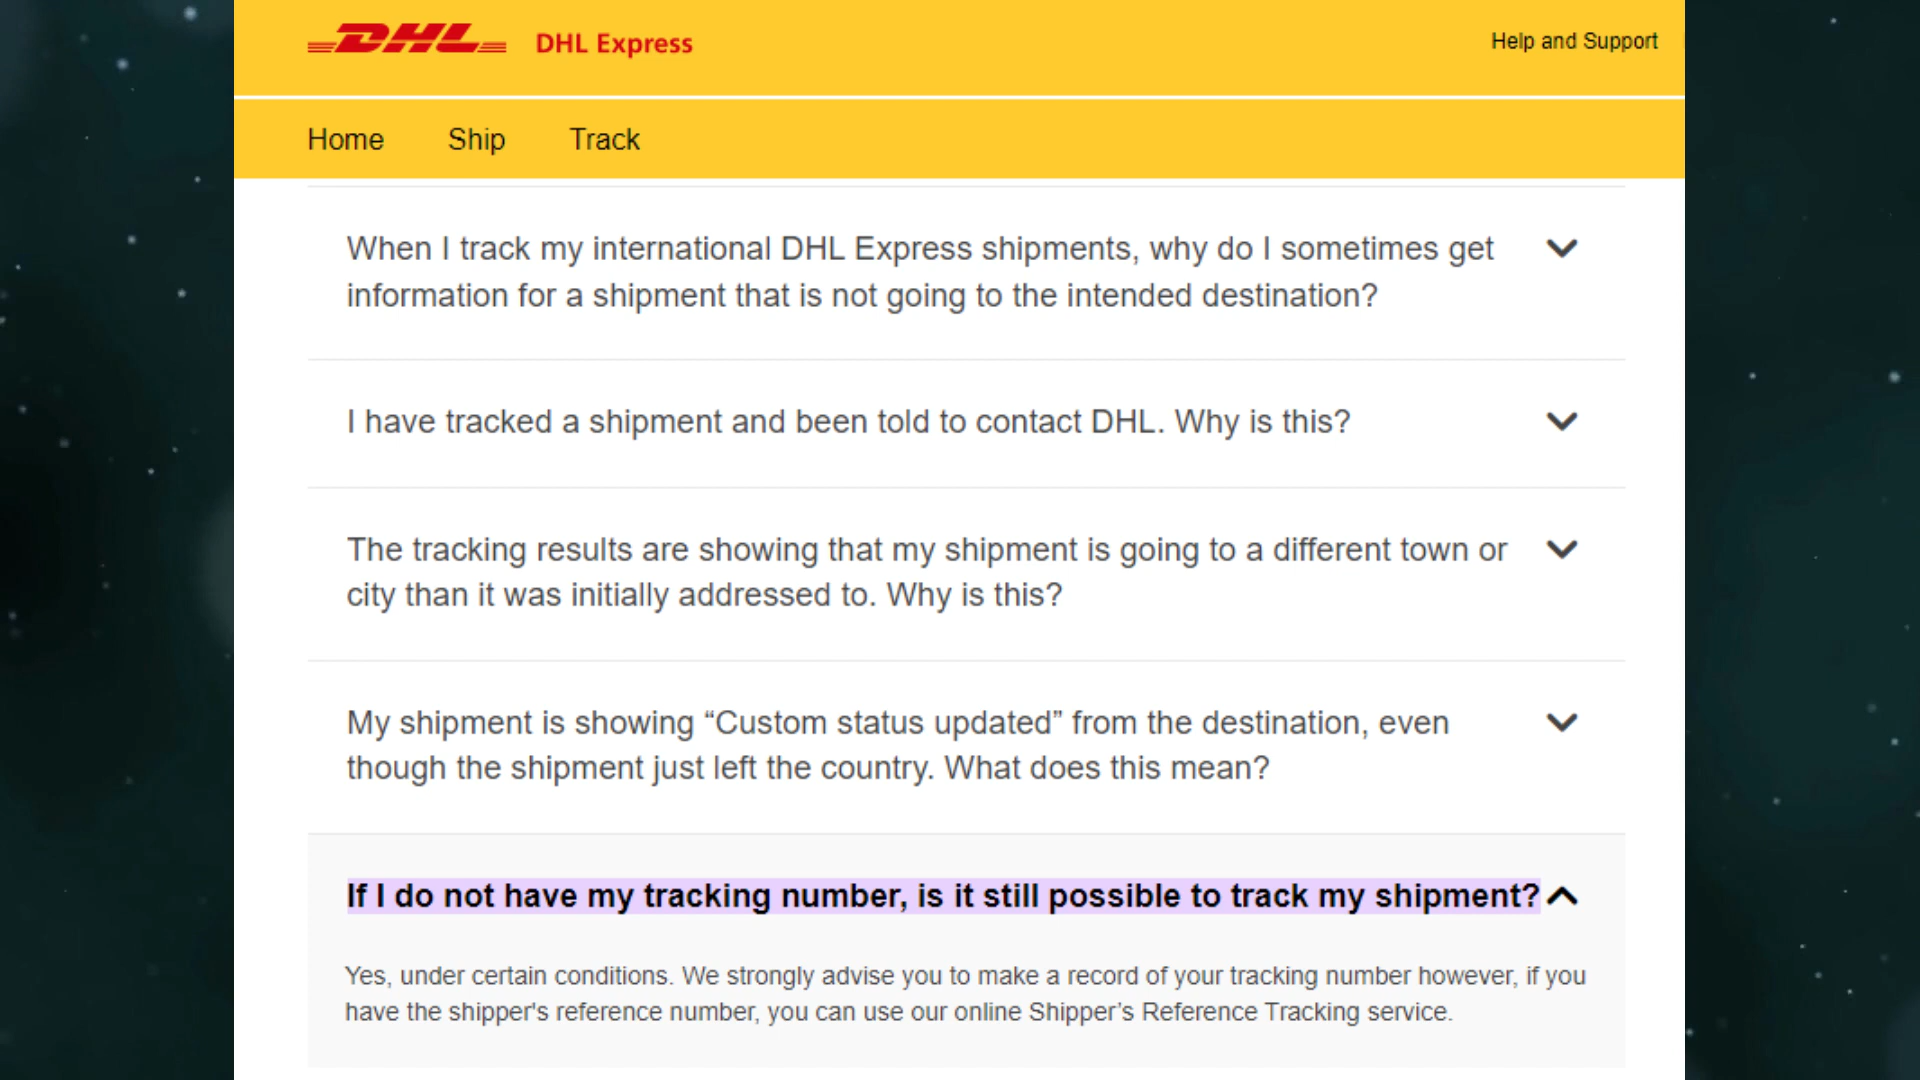 DHL DHL Express Help and Support
Home Ship Track
When I track my international DHL Express shipments, why do I sometimes get
information for a shipment that is not going to the intended destination?
I have tracked a shipment and been told to contact DHL. Why is this?
The tracking results are showing that my shipment is going to a different town or
city than it was initially addressed to. Why is this?
My shipment is showing “Custom status updated” from the destination, even
though the shipment just left the country. What does this mean?
If I do not have my tracking number, is it still possible to track my shipment?
Yes, under certain conditions. We strongly advise you to make a record of your tracking number however, if you
have the shipper's reference number, you can use our online Shipper’s Reference Tracking service.